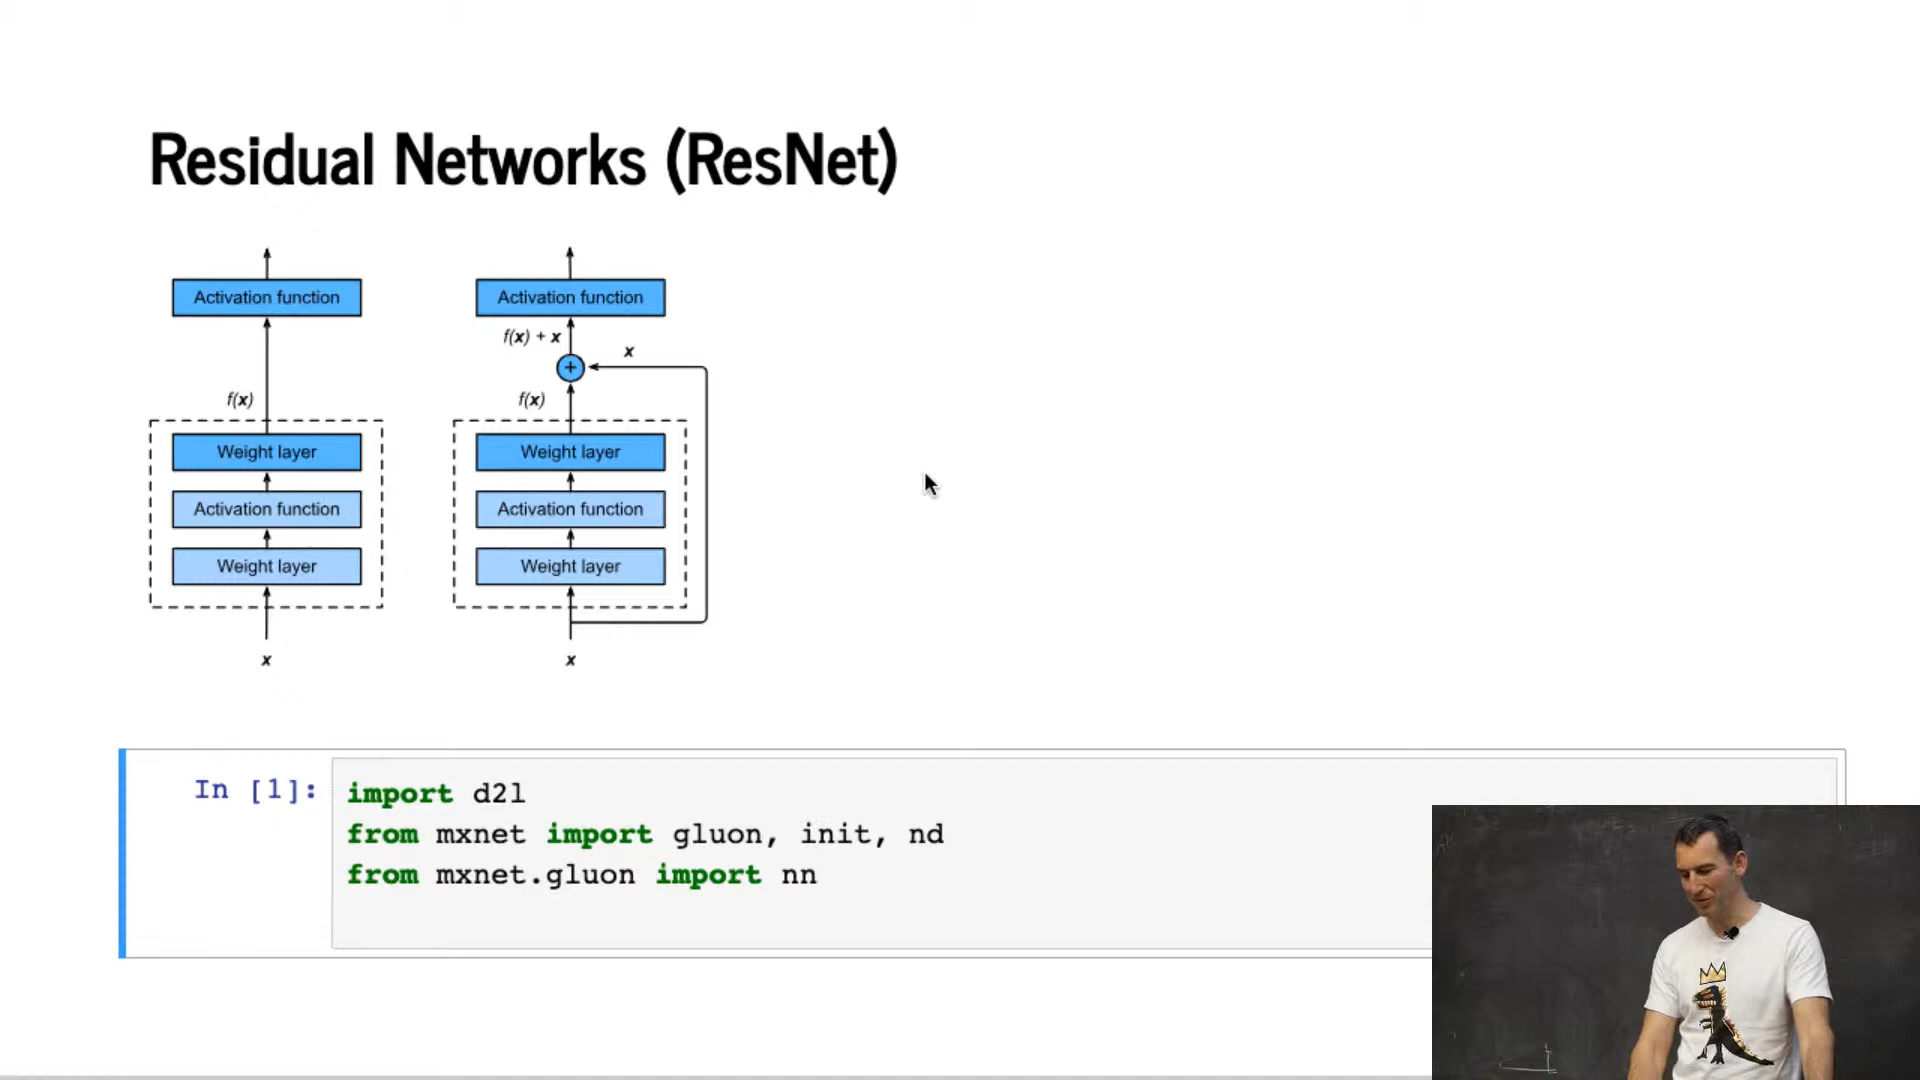 Residual Networks (ResNet)
Activation function
f(x)
Weight layer
Activation function
Weight layer
x
Activation function
f(x) + x
x
+
f(x)
Weight layer
Activation function
Weight layer
x
In [1]:
import d2l
from mxnet import gluon, init, nd
from mxnet.gluon import nn